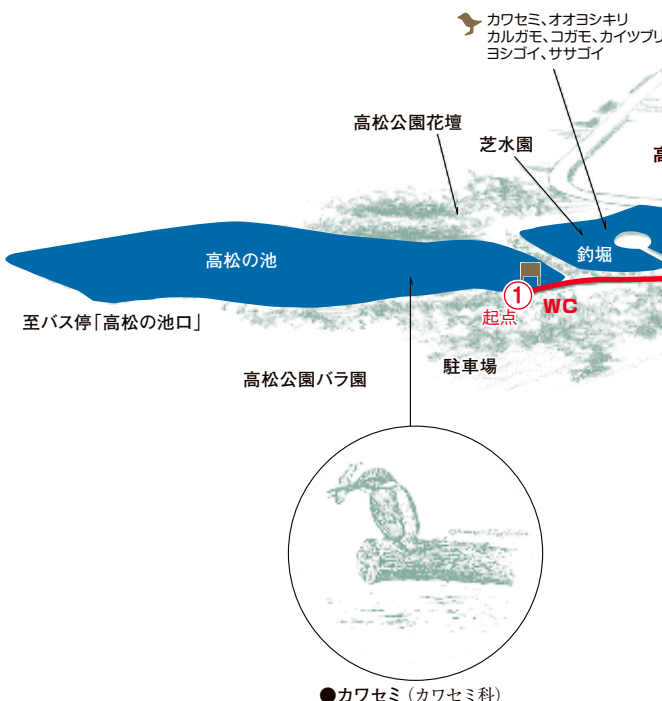 カワセミ、オオヨシキリ
カルガモ、コガモ、カイツブリ
ヨシゴイ、ササゴイ
高松公園花壇
芝水園
高
高松の池
釣堀
①
起点
WC
至バス停「高松の池口」
駐車場
高松公園バラ園
●カワセミ（カワセミ科）